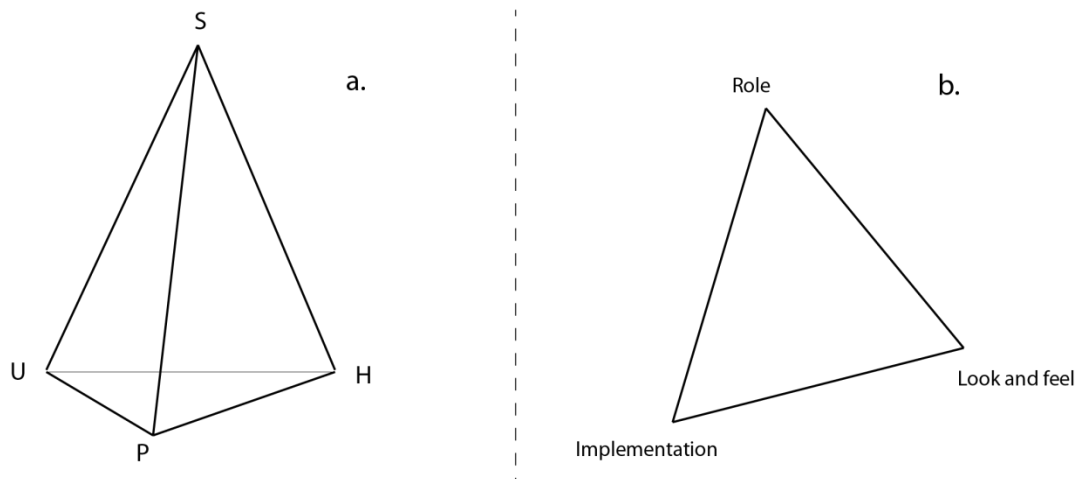 S
a.
U
H
P
Role
b.
Look and feel
Implementation